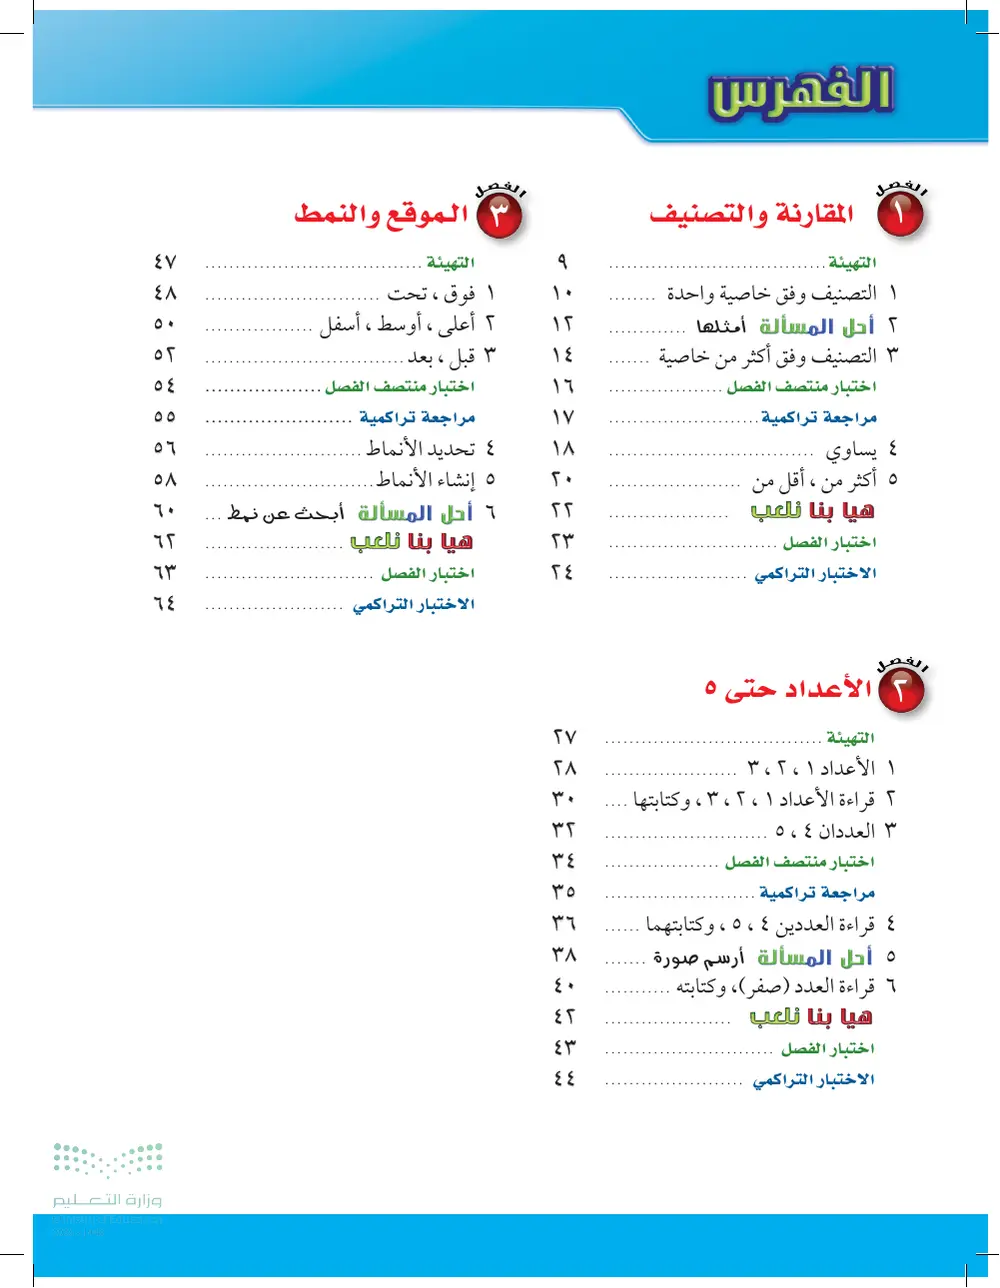 الفهرس
الفصل ١ المقارنة والتصنيف
التهيئة .................................... ٩
١ التصنيف وفق خاصية واحدة ........ ١٠
٢ أحل المسألة أمثلها .............. ١٢
٣ التصنيف وفق أكثر من خاصية ....... ١٤
اختبار منتصف الفصل ................... ١٦
مراجعة تراكمية ......................... ١٧
٤ يساوي .................................. ١٨
٥ أكثر من ، أقل من ...................... ٢٠
هيا بنا نلعب .................... ٢٢
اختبار الفصل ............................ ٢٣
الاختبار التراكمي ....................... ٢٤
الفصل ٢ الأعداد حتى ٥
التهيئة .................................... ٢٧
١ الأعداد ١ ، ٢ ، ٣ ...................... ٢٨
٢ قراءة الأعداد ١ ، ٢ ، ٣ ، وكتابتها .... ٣٠
٣ العددان ٤ ، ٥ ........................... ٣٢
اختبار منتصف الفصل ................... ٣٤
مراجعة تراكمية ......................... ٣٥
٤ قراءة العددين ٤ ، ٥ ، وكتابتهما ...... ٣٦
٥ أحل المسألة أرسم صورة ....... ٣٨
٦ قراءة العدد (صفر)، وكتابته ........... ٤٠
هيا بنا نلعب ..................... ٤٢
اختبار الفصل ............................ ٤٣
الاختبار التراكمي ....................... ٤٤
الفصل ٣ الموقع والنمط
التهيئة .................................... ٤٧
١ فوق ، تحت ............................. ٤٨
٢ أعلى ، أوسط ، أسفل .................. ٥٠
٣ قبل ، بعد ................................. ٥٢
اختبار منتصف الفصل ................... ٥٤
مراجعة تراكمية ........................ ٥٥
٤ تحديد الأنماط .......................... ٥٦
٥ إنشاء الأنماط ............................ ٥٨
٦ أحل المسألة أبحث عن نمط ... ٦٠
هيا بنا نلعب ....................... ٦٢
اختبار الفصل ............................ ٦٣
الاختبار التراكمي ....................... ٦٤
وزارة التعليم
Ministry of Education